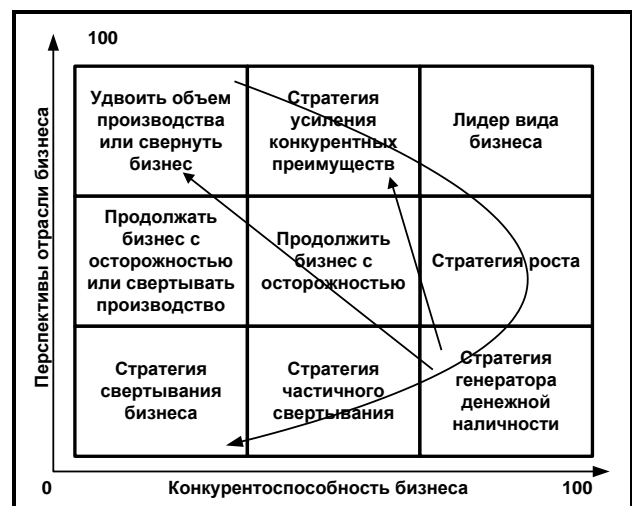 100
Перспективы отрасли бизнеса
Удвоить объем
производства
или свернуть
бизнес
Стратегия
усиления
конкурентных
преимуществ
Лидер вида
бизнеса
Продолжать
бизнес с
осторожностью
или свертывать
производство
Продолжить
бизнес с
осторожностью
Стратегия роста
Стратегия
свертывания
бизнеса
Стратегия
частичного
свертывания
Стратегия
генератора
денежной
наличности
0
Конкурентоспособность бизнеса
100